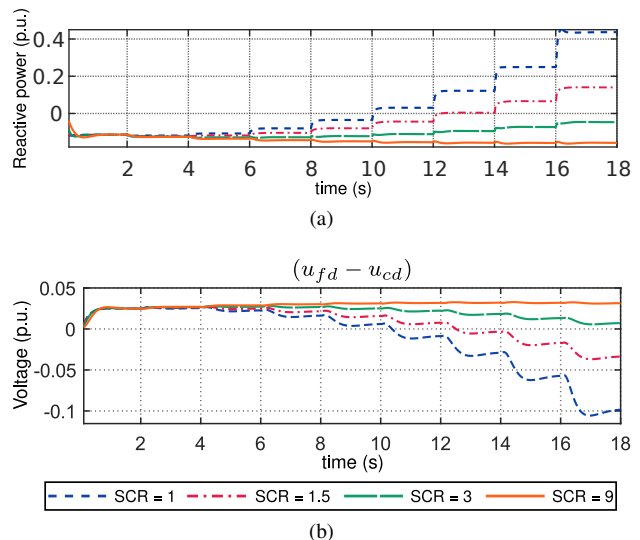 Reactive power (p.u.)
0.4
0.2
0
2 4 6 8 10 12 14 16 18
time (s)
(a)
(u_{fd} − u_{cd})
Voltage (p.u.)
0.05
0
-0.05
-0.1
2 4 6 8 10 12 14 16 18
time (s)
SCR = 1 SCR = 1.5 SCR = 3 SCR = 9
(b)